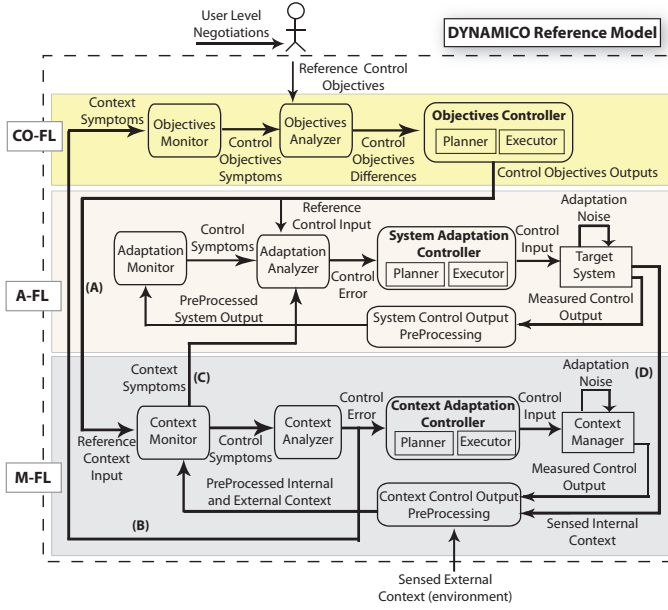 User Level
Negotiations
DYNAMICO Reference Model
Reference Control
Objectives
CO-FL
Context
Symptoms
Objectives
Monitor
Control
Objectives
Symptoms
Objectives
Analyzer
Control
Objectives
Differences
Objectives Controller
Planner
Executor
Control Objectives Outputs
A-FL
(A)
Adaptation
Monitor
Control
Symptoms
Reference
Control Input
Adaptation
Analyzer
Control
Error
System Adaptation
Controller
Planner
Executor
Control
Input
Adaptation
Noise
Target
System
Measured Control
Output
PreProcessed
System Output
System Control Output
PreProcessing
Context
Symptoms
(C)
(D)
M-FL
Reference
Context
Input
Context
Monitor
Control
Symptoms
Context
Analyzer
Control
Error
Context Adaptation
Controller
Planner
Executor
Control
Input
Adaptation
Noise
Context
Manager
Measured Control
Output
PreProcessed Internal
and External Context
Context Control Output
PreProcessing
(B)
Sensed Internal
Context
Sensed External
Context (environment)